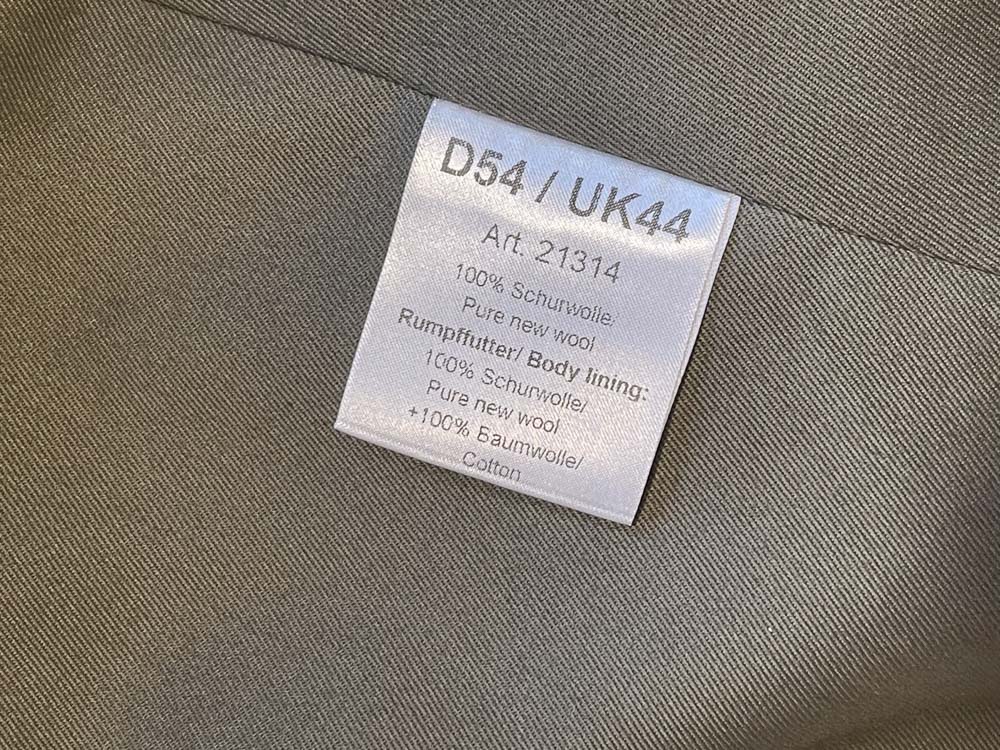 D54 / UK44
Art. 21314
100% Schurwolle/
Pure new wool
Rumpffutter/ Body lining:
100% Schurwolle/
Pure new wool
+100% Baumwolle/
Cotton